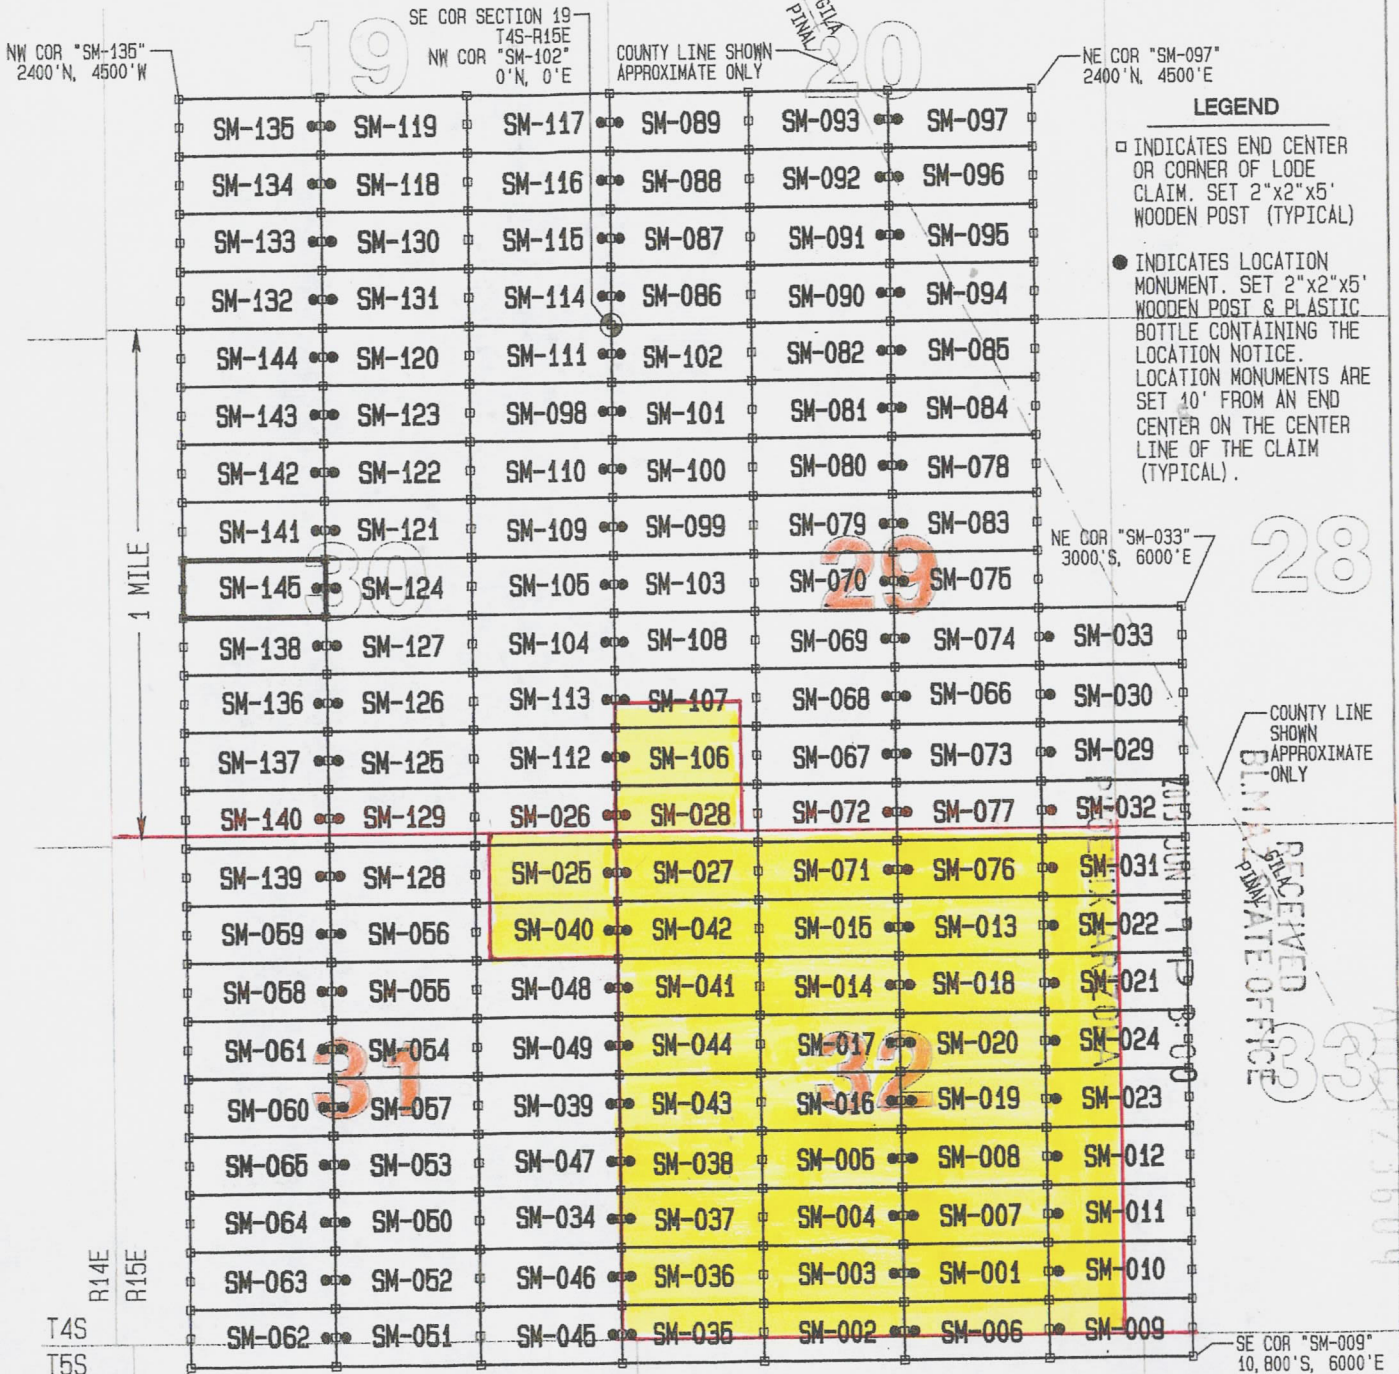 SE COR SECTION 19
T4S-R15E
NW COR "SM-102"
0'N, 0'E
NW COR "SM-135"
2400'N, 4500'W
COUNTY LINE SHOWN
APPROXIMATE ONLY
GILA
PINAL
NE COR "SM-097"
2400'N, 4500'E
19
20
LEGEND
INDICATES END CENTER
OR CORNER OF LODE
CLAIM. SET 2"x2"x5'
WOODEN POST (TYPICAL)
INDICATES LOCATION
MONUMENT. SET 2"x2"x5'
WOODEN POST & PLASTIC
BOTTLE CONTAINING THE
LOCATION NOTICE.
LOCATION MONUMENTS ARE
SET 10' FROM AN END
CENTER ON THE CENTER
LINE OF THE CLAIM
(TYPICAL).
SM-135 SM-119 SM-117 SM-089 SM-093 SM-097
SM-134 SM-118 SM-116 SM-088 SM-092 SM-096
SM-133 SM-130 SM-115 SM-087 SM-091 SM-095
SM-132 SM-131 SM-114 SM-086 SM-090 SM-094
SM-144 SM-120 SM-111 SM-102 SM-082 SM-085
SM-143 SM-123 SM-098 SM-101 SM-081 SM-084
SM-142 SM-122 SM-110 SM-100 SM-080 SM-078
SM-141 SM-121 SM-109 SM-099 SM-079 SM-083
NE COR "SM-033"
3000'S, 6000'E
28
1 MILE
30
29
SM-145 SM-124 SM-105 SM-103 SM-070 SM-075
SM-138 SM-127 SM-104 SM-108 SM-069 SM-074 SM-033
SM-136 SM-126 SM-113 SM-107 SM-068 SM-066 SM-030
SM-137 SM-125 SM-112 SM-106 SM-067 SM-073 SM-029
COUNTY LINE
SHOWN
APPROXIMATE
ONLY
SM-140 SM-129 SM-026 SM-028 SM-072 SM-077 SM-032
SM-139 SM-128 SM-025 SM-027 SM-071 SM-076 SM-031
SM-059 SM-056 SM-040 SM-042 SM-015 SM-013 SM-022
SM-058 SM-055 SM-048 SM-041 SM-014 SM-018 SM-021
SM-061 SM-054 SM-049 SM-044 SM-017 SM-020 SM-024
31
32
33
SM-060 SM-057 SM-039 SM-043 SM-016 SM-019 SM-023
SM-065 SM-053 SM-047 SM-038 SM-005 SM-008 SM-012
SM-064 SM-050 SM-034 SM-037 SM-004 SM-007 SM-011
SM-063 SM-052 SM-046 SM-036 SM-003 SM-001 SM-010
SM-062 SM-051 SM-045 SM-035 SM-002 SM-006 SM-009
GILA
PINAL
RECEIVED
STATE OFFICE
ARIZONA
R14E
R15E
T4S
T5S
SE COR "SM-009"
10,800'S, 6000'E